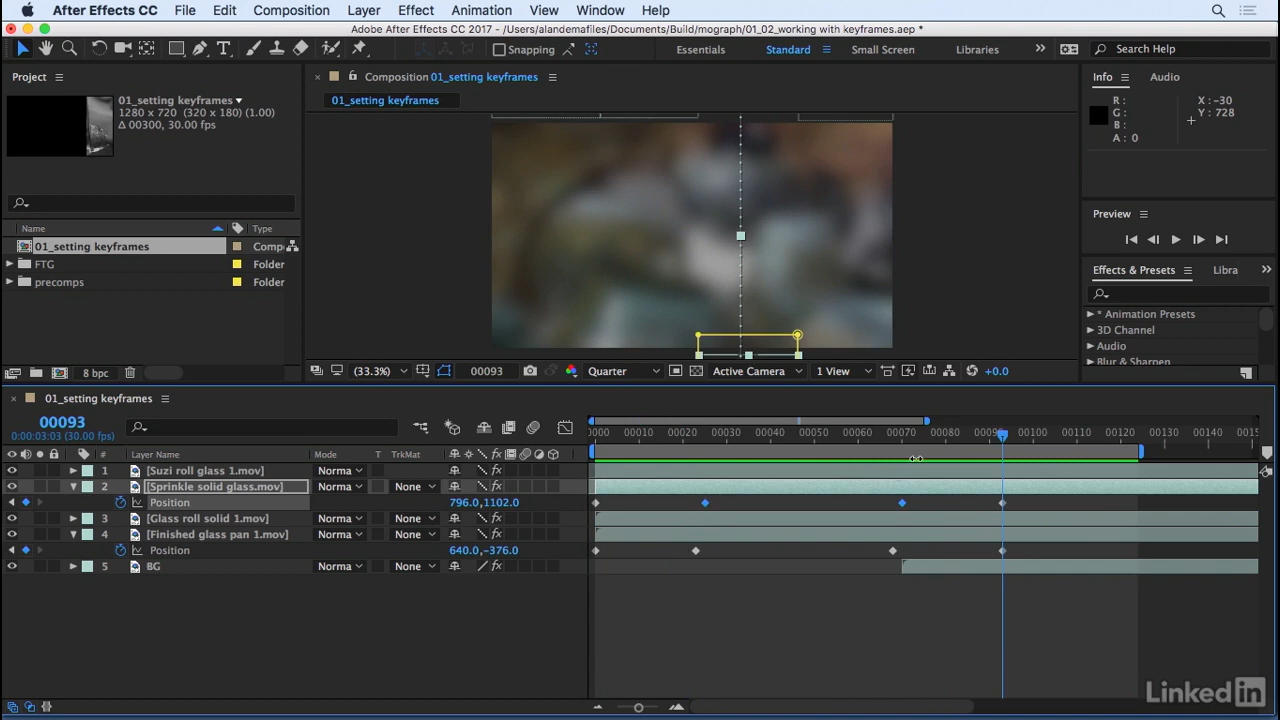 After Effects CC File Edit Composition Layer Effect Animation View Window Help
Adobe After Effects CC 2017 - /Users/alandemafiles/Documents/Build/mograph/01_02_working with keyframes.aep *
Snapping Essentials Standard Small Screen Libraries Search Help
Project
01_setting keyframes
1280 x 720 (320 x 180) (1.00)
Δ 00300, 30.00 fps
Name Type
01_setting keyframes Comp
FTG Folder
precomps Folder
8 bpc
Composition 01_setting keyframes
01_setting keyframes
(33.3%) 00093 Quarter Active Camera 1 View +0.0
Info Audio
R :
G :
B :
A : 0
X : -30
Y : 728
Preview
Effects & Presets Libra
* Animation Presets
3D Channel
Audio
Blur & Sharpen
01_setting keyframes
00093
0:00:03:03 (30.00 fps)
0000 00010 00020 00030 00040 00050 00060 00070 00080 00110 00120 00130 00140 0015
# Layer Name Mode T TrkMat
1 [Suzi roll glass 1.mov] Norma
2 [Sprinkle solid glass.mov] Norma None
Position 796.0,1102.0
3 [Glass roll solid 1.mov] Norma None
4 [Finished glass pan 1.mov] Norma None
Position 640.0,-376.0
5 BG Norma None
Linked in